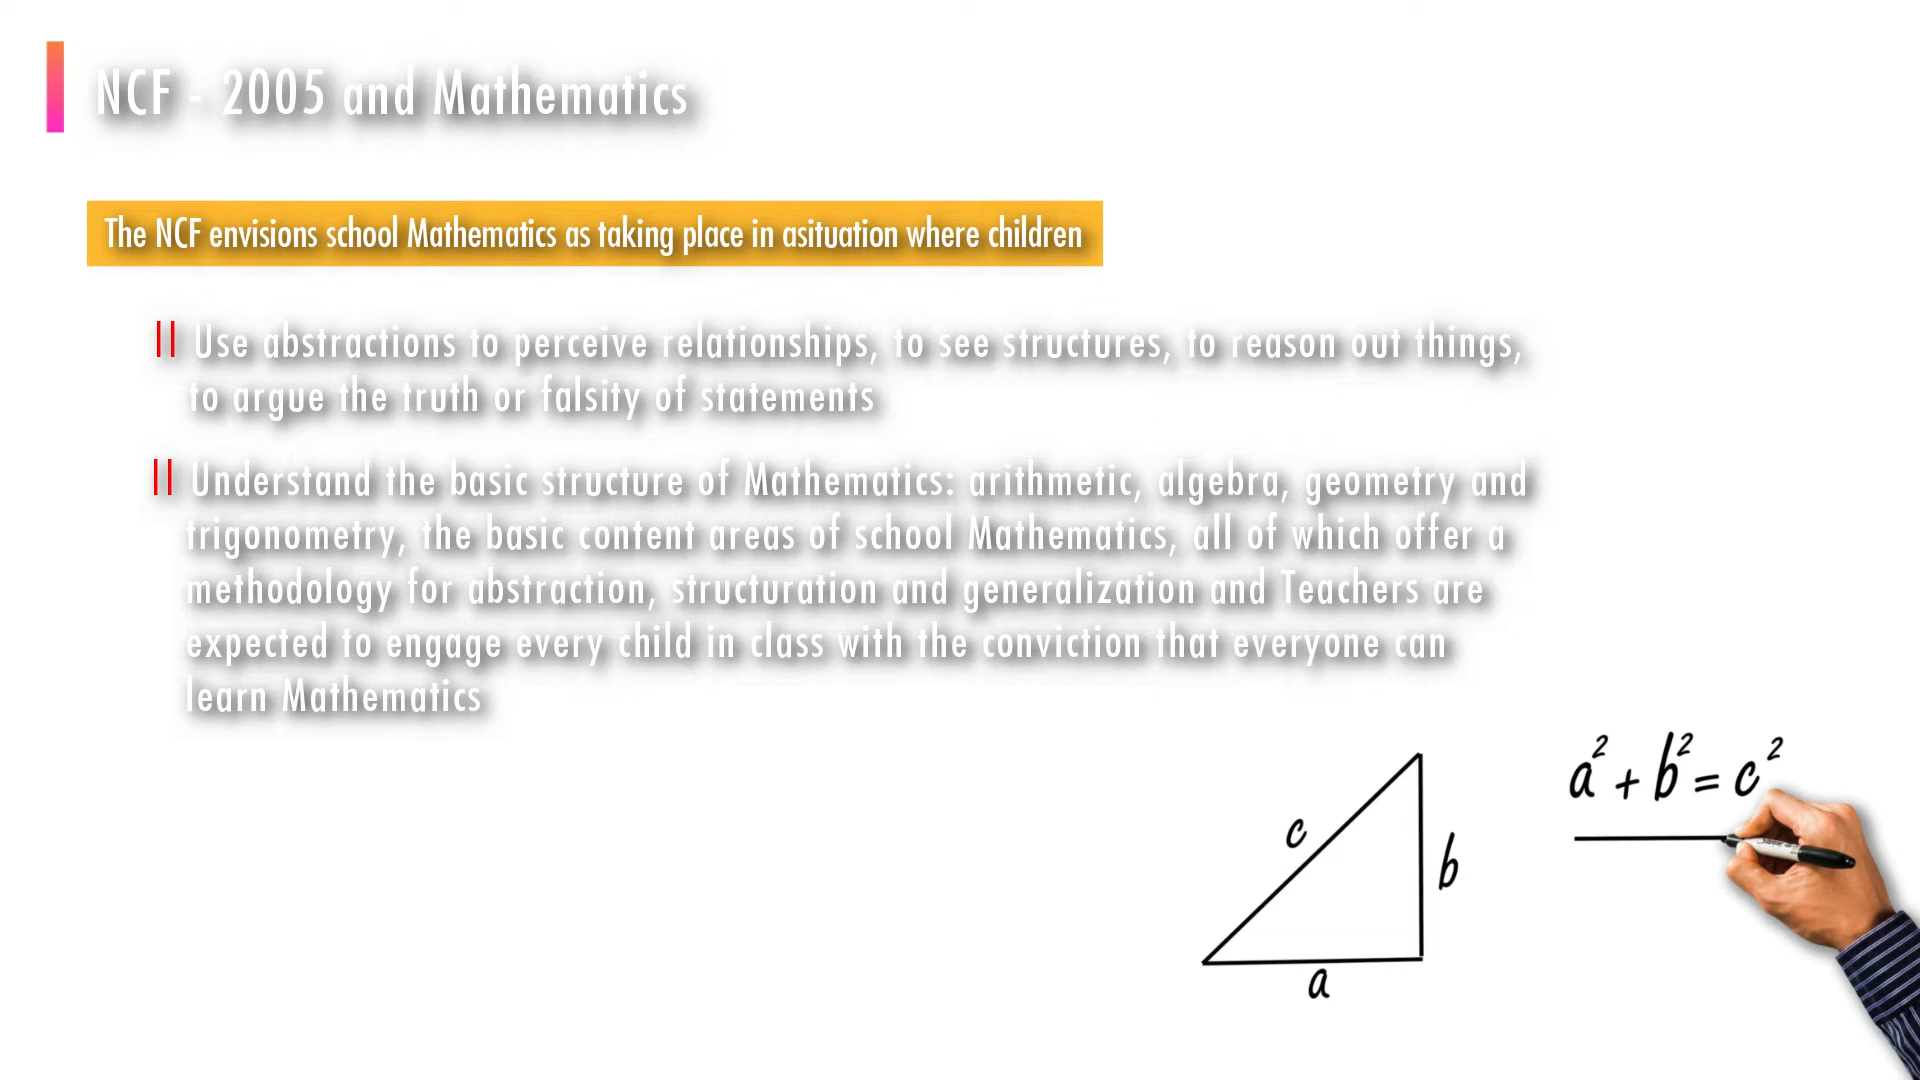 NCF - 2005 and Mathematics
The NCF envisions school Mathematics as taking place in asituation where children
Use abstractions to perceive relationships, to see structures, to reason out things,
to argue the truth or falsity of statements
Understand the basic structure of Mathematics: arithmetic, algebra, geometry and
trigonometry, the basic content areas of school Mathematics, all of which offer a
methodology for abstraction, structuration and generalization and Teachers are
expected to engage every child in class with the conviction that everyone can
learn Mathematics
a² + b² = c²
c
b
a